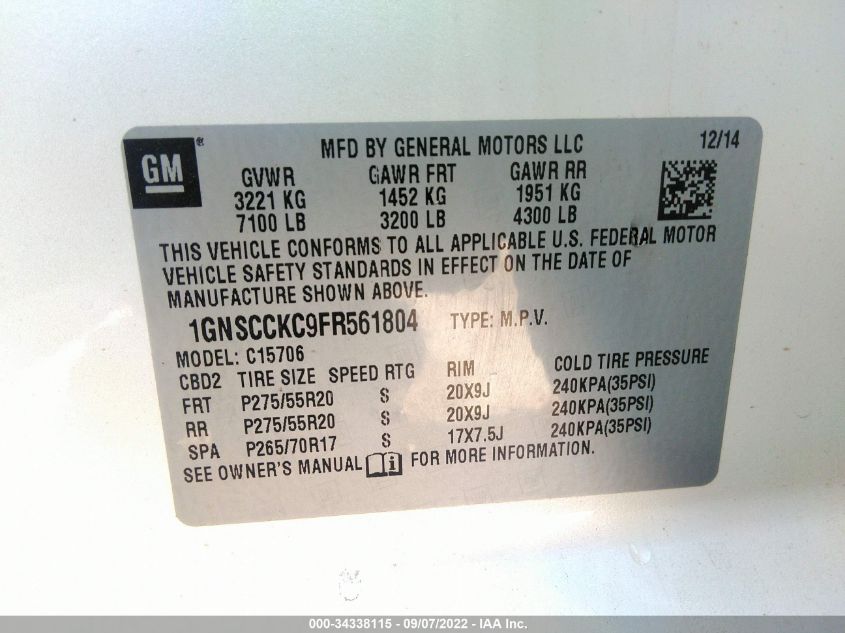 GM®
MFD BY GENERAL MOTORS LLC 12/14
GVWR GAWR FRT GAWR RR
3221 KG 1452 KG 1951 KG
7100 LB 3200 LB 4300 LB
THIS VEHICLE CONFORMS TO ALL APPLICABLE U.S. FEDERAL MOTOR
VEHICLE SAFETY STANDARDS IN EFFECT ON THE DATE OF
MANUFACTURE SHOWN ABOVE.
1GNSCCKC9FR561804 TYPE: M.P.V.
MODEL: C15706
CBD2 TIRE SIZE SPEED RTG RIM COLD TIRE PRESSURE
FRT P275/55R20 S 20X9J 240KPA(35PSI)
RR P275/55R20 S 20X9J 240KPA(35PSI)
SPA P265/70R17 S 17X7.5J 240KPA(35PSI)
SEE OWNER'S MANUAL i FOR MORE INFORMATION.
000-34338115 - 09/07/2022 - IAA Inc.